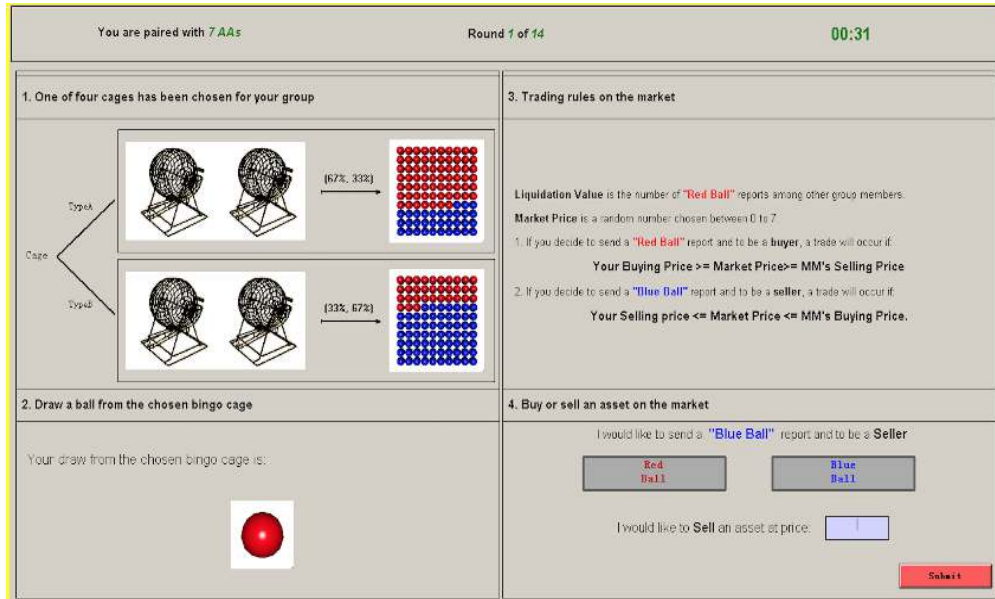 You are paired with 7 AAs
Round 1 of 14
00:31
1. One of four cages has been chosen for your group
Cage
TypeA
(67%, 33%)
TypeB
(33%, 67%)
2. Draw a ball from the chosen bingo cage
Your draw from the chosen bingo cage is:
3. Trading rules on the market
Liquidation Value is the number of "Red Ball" reports among other group members.
Market Price is a random number chosen between 0 to 7
1. If you decide to send a "Red Ball" report and to be a buyer, a trade will occur if:
Your Buying Price >= Market Price>= MM's Selling Price
2. If you decide to send a "Blue Ball" report and to be a seller, a trade will occur if:
Your Selling price <= Market Price <= MM's Buying Price.
4. Buy or sell an asset on the market
I would like to send a "Blue Ball" report and to be a Seller
Red
Ball
Blue
Ball
I would like to Sell an asset at price:
Submit